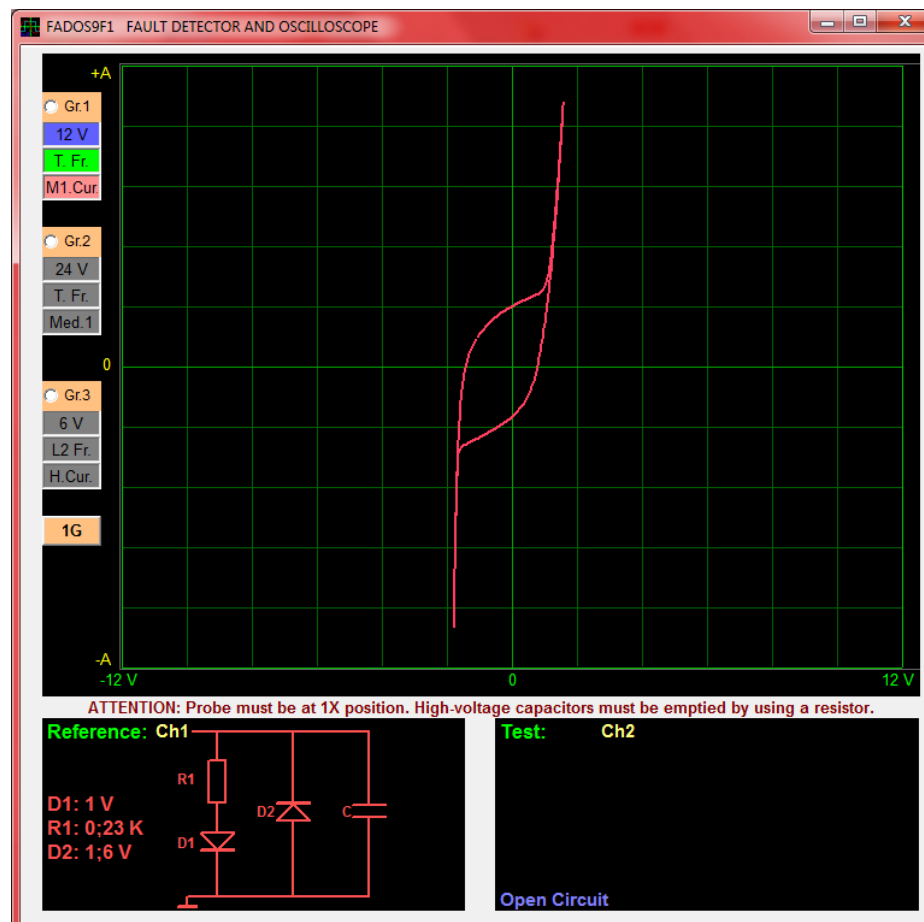 FADOS9F1 FAULT DETECTOR AND OSCILLOSCOPE
+A
Gr.1
12 V
T. Fr.
M1.Cur.
Gr.2
24 V
T. Fr.
Med.1
0
Gr.3
6 V
L2 Fr.
H.Cur.
1G
-A
-12 V
0
12 V
ATTENTION: Probe must be at 1X position. High-voltage capacitors must be emptied by using a resistor.
Reference: Ch1
R1
D1: 1 V
R1: 0;23 K
D2: 1;6 V
D1
D2
C
Test: Ch2
Open Circuit